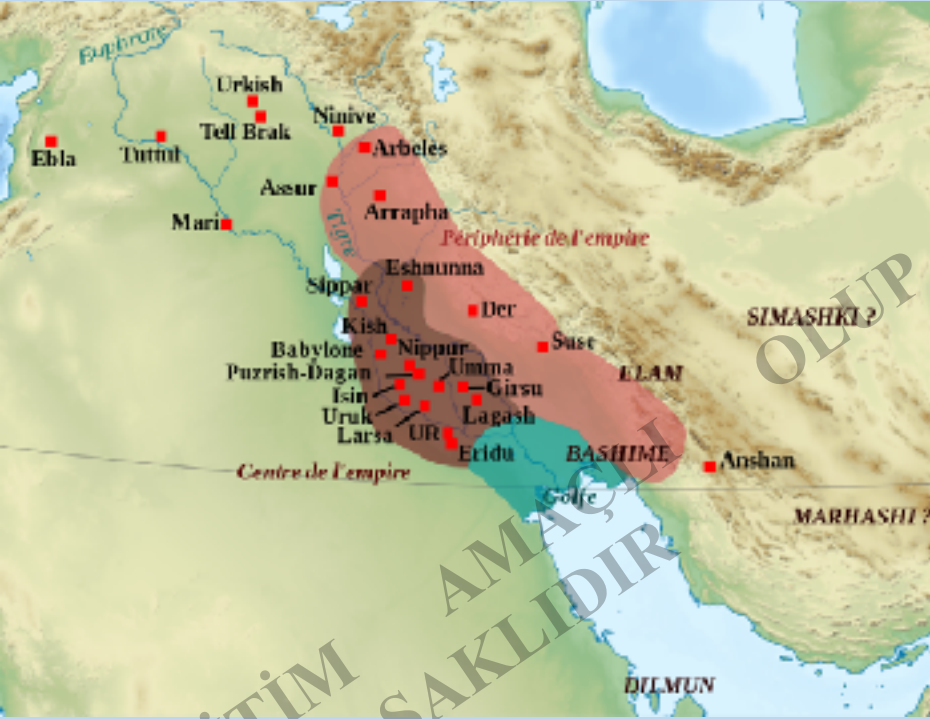 Euphrate
Urkish
Tell Brak
Ninive
Ebla
Tuttul
Arbeles
Assur
Arrapha
Mari
Tigre
Périphérie de l'empire
Eshnunna
Sippar
Der
SIMASHKI ?
OLUP
Kish
Suse
Babylone
Nippur
Puzrish-Dagan
Umma
ELAM
Isin
Girsu
Uruk
Lagash
Larsa
UR
Eridu
BASHIME
Anshan
Centre de l'empire
Golfe
MARHASHI ?
AMAÇLI
SAKLIDIR
İTİM
DILMUN